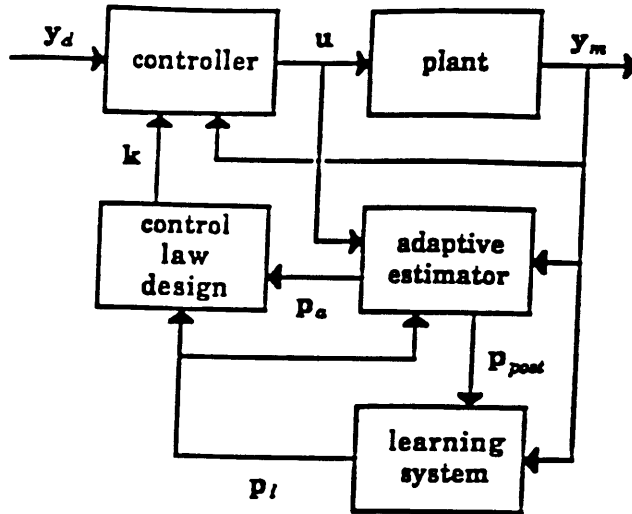 y_d
controller
u
plant
y_m
k
control
law
design
adaptive
estimator
p_a
p_post
learning
system
p_l